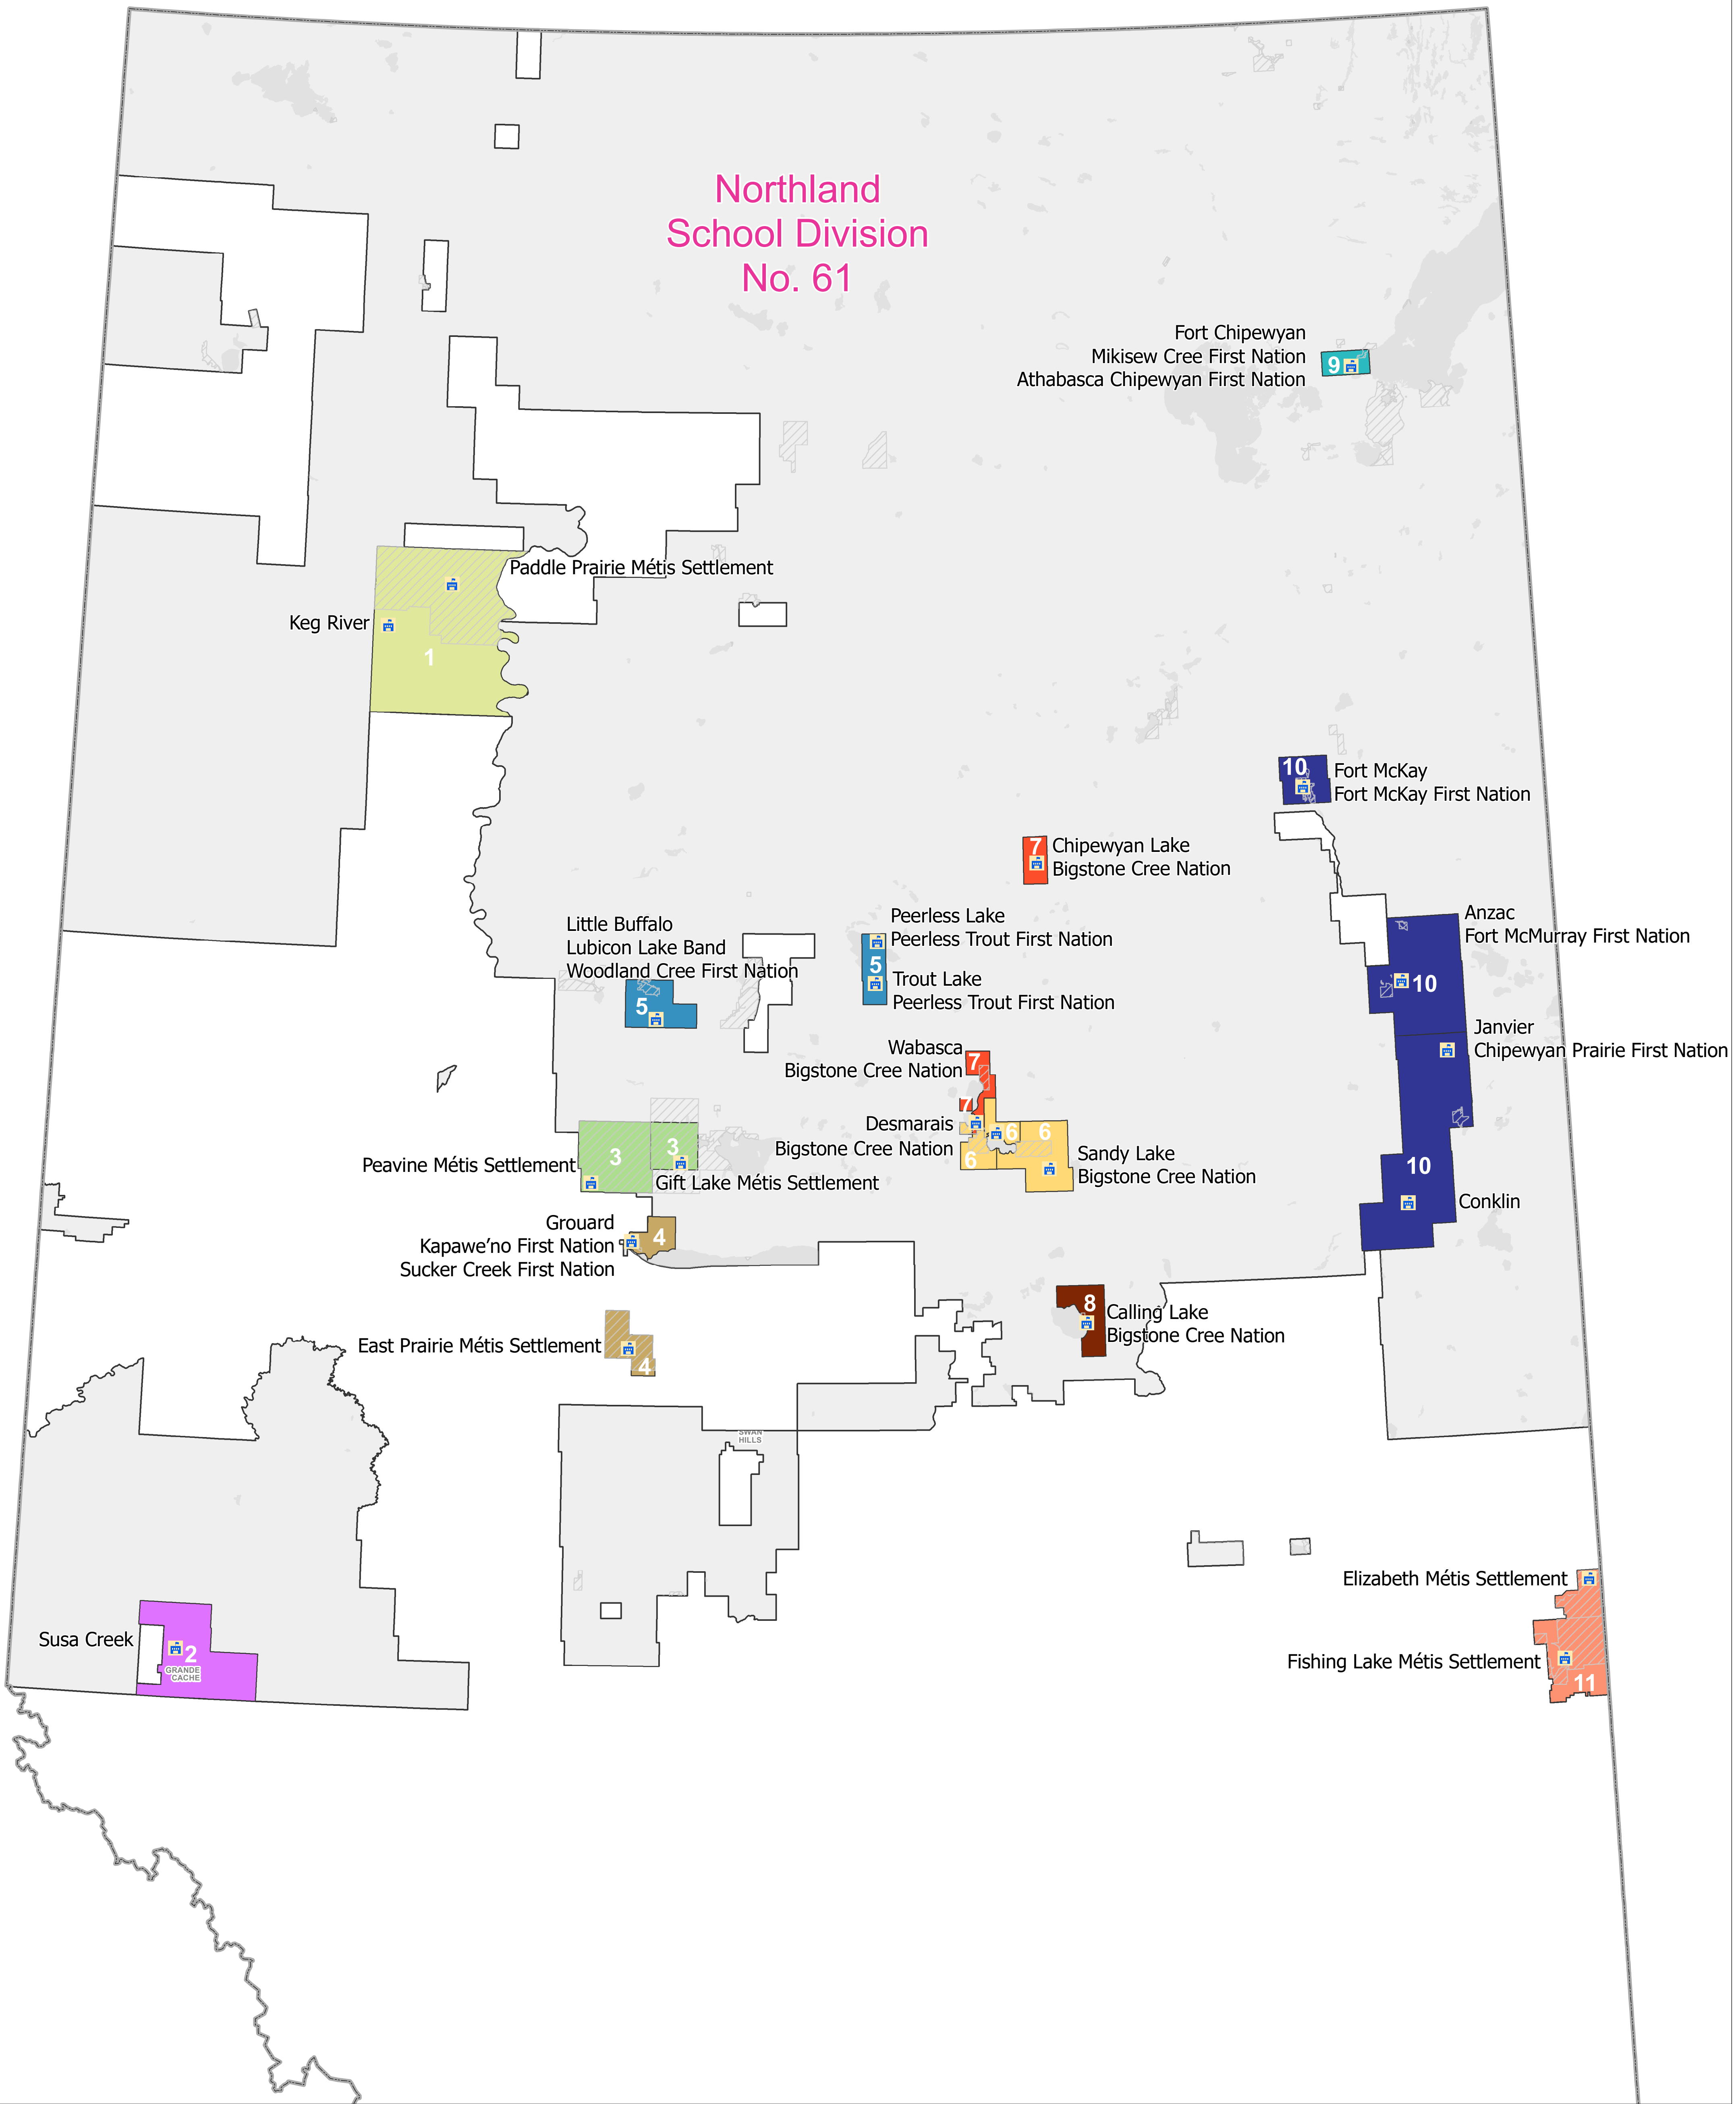 Northland
School Division
No. 61
Fort Chipewyan
Mikisew Cree First Nation
Athabasca Chipewyan First Nation
9
Paddle Prairie Métis Settlement
Keg River
1
10
Fort McKay
Fort McKay First Nation
7
Chipewyan Lake
Bigstone Cree Nation
Little Buffalo
Lubicon Lake Band
Woodland Cree First Nation
5
Peerless Lake
Peerless Trout First Nation
5
Trout Lake
Peerless Trout First Nation
Anzac
Fort McMurray First Nation
10
Janvier
Chipewyan Prairie First Nation
Wabasca
Bigstone Cree Nation
7
7
Desmarais
Bigstone Cree Nation
6
6
6
Sandy Lake
Bigstone Cree Nation
3
3
Peavine Métis Settlement
Gift Lake Métis Settlement
10
Conklin
Grouard
Kapawe’no First Nation
Sucker Creek First Nation
4
East Prairie Métis Settlement
4
8
Calling Lake
Bigstone Cree Nation
SWAN
HILLS
Elizabeth Métis Settlement
Susa Creek
2
GRANDE
CACHE
Fishing Lake Métis Settlement
11